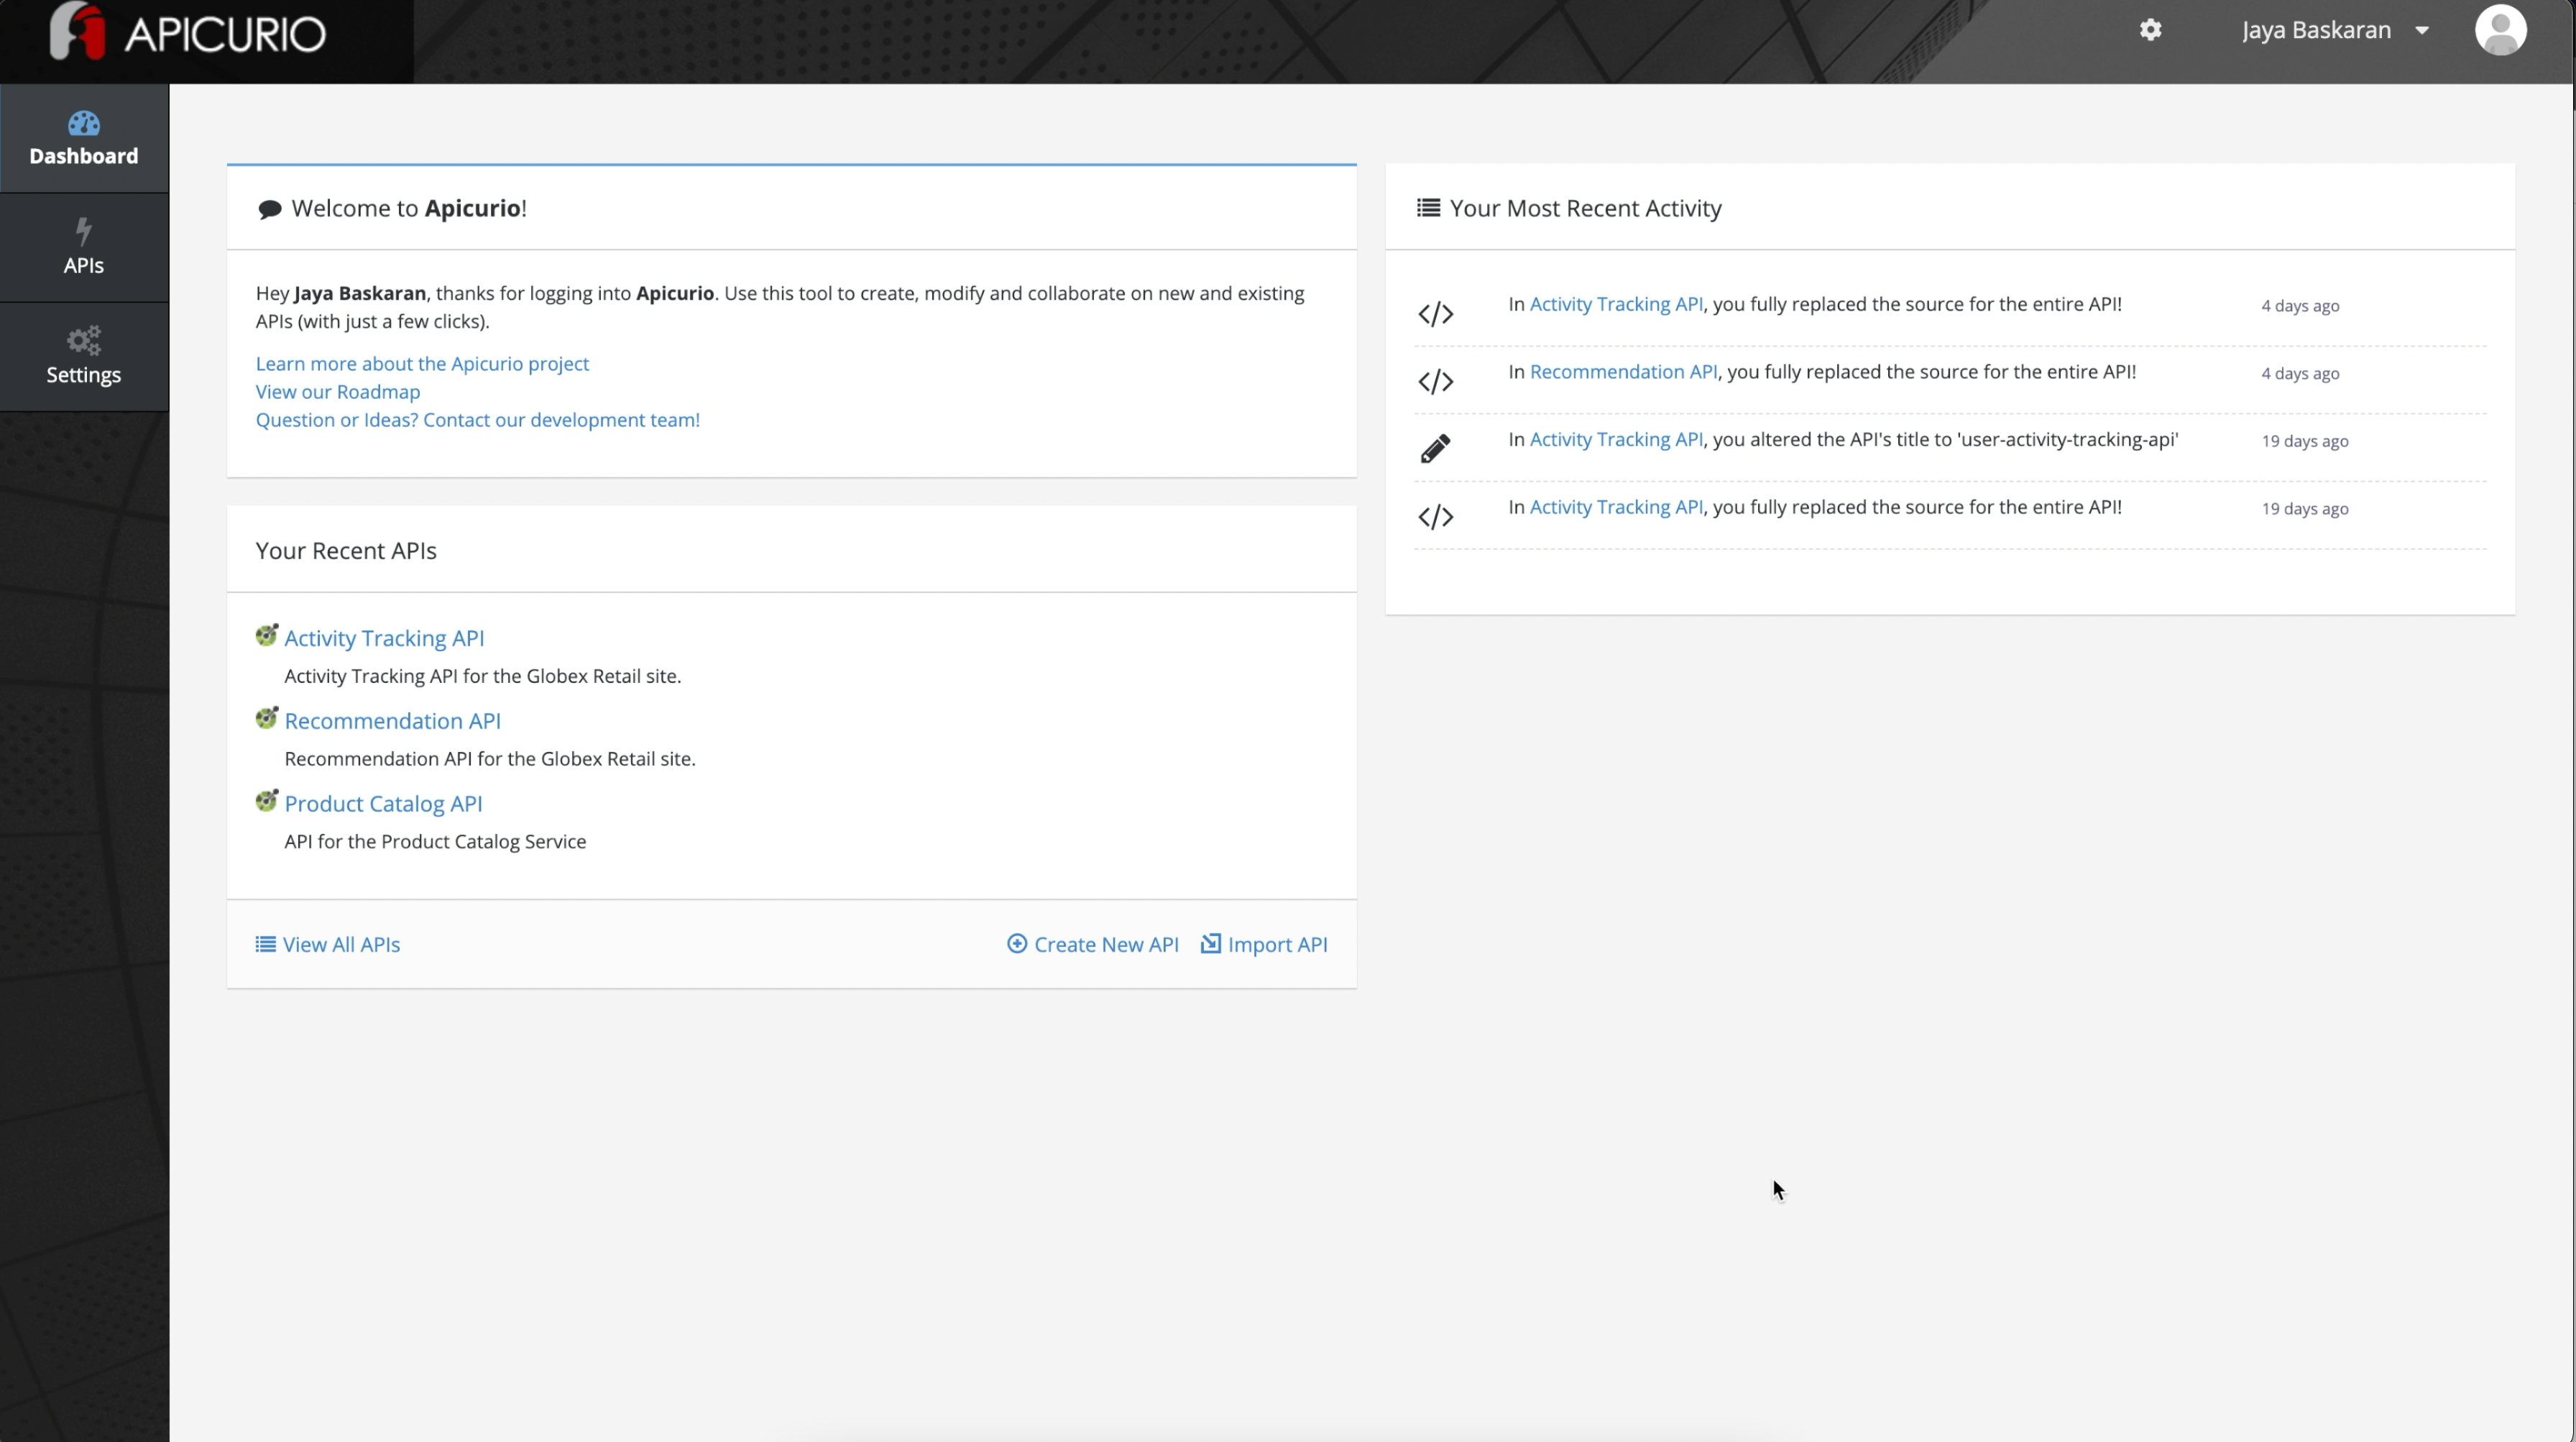 APICURIO
Jaya Baskaran
Dashboard
APIs
Settings
Welcome to Apicurio!
Hey Jaya Baskaran, thanks for logging into Apicurio. Use this tool to create, modify and collaborate on new and existing
APIs (with just a few clicks).
Learn more about the Apicurio project
View our Roadmap
Question or Ideas? Contact our development team!
Your Recent APIs
Activity Tracking API
Activity Tracking API for the Globex Retail site.
Recommendation API
Recommendation API for the Globex Retail site.
Product Catalog API
API for the Product Catalog Service
View All APIs
Create New API
Import API
Your Most Recent Activity
In Activity Tracking API, you fully replaced the source for the entire API! 4 days ago
In Recommendation API, you fully replaced the source for the entire API! 4 days ago
In Activity Tracking API, you altered the API's title to 'user-activity-tracking-api' 19 days ago
In Activity Tracking API, you fully replaced the source for the entire API! 19 days ago